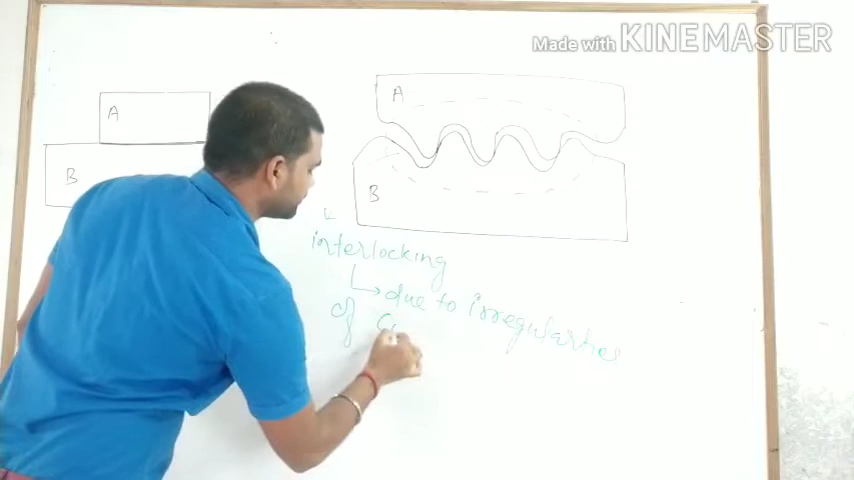 Made with KINEMASTER
A
A
B
B
interlocking
due to irregularities
of